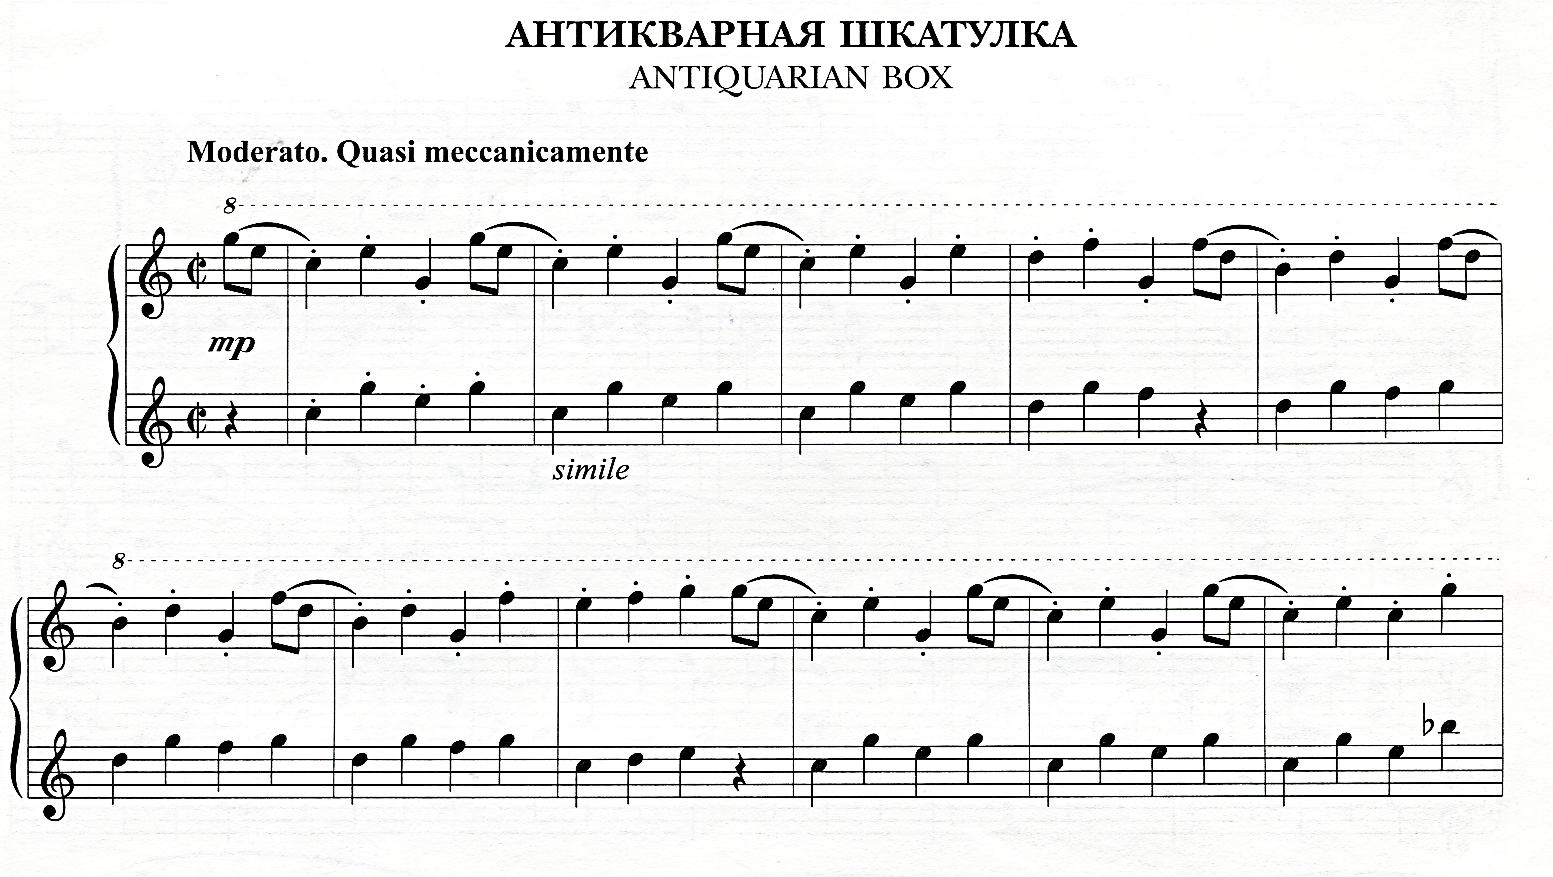 АНТИКВАРНАЯ ШКАТУЛКА
ANTIQUARIAN BOX
Moderato. Quasi meccanicamente
8
mp
simile
8